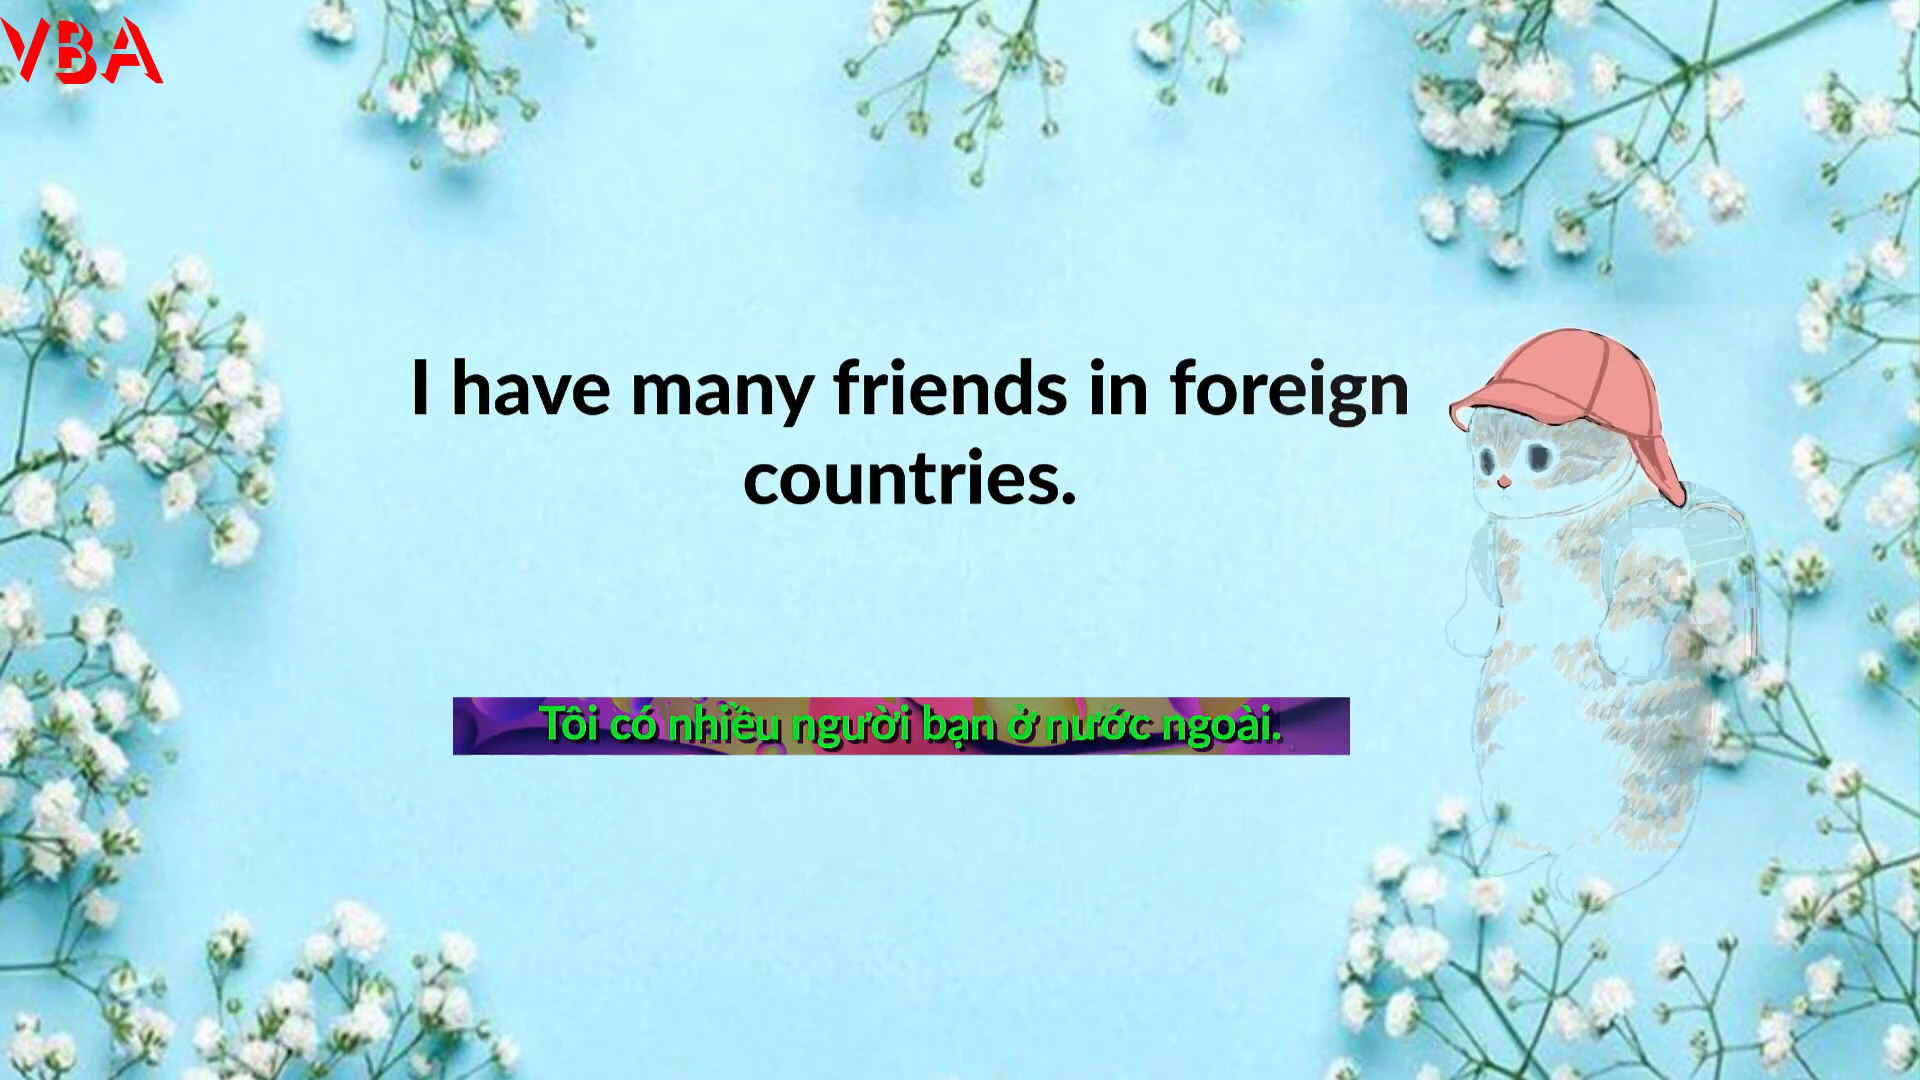 VBA
I have many friends in foreign
countries.
Tôi có nhiều người bạn ở nước ngoài.